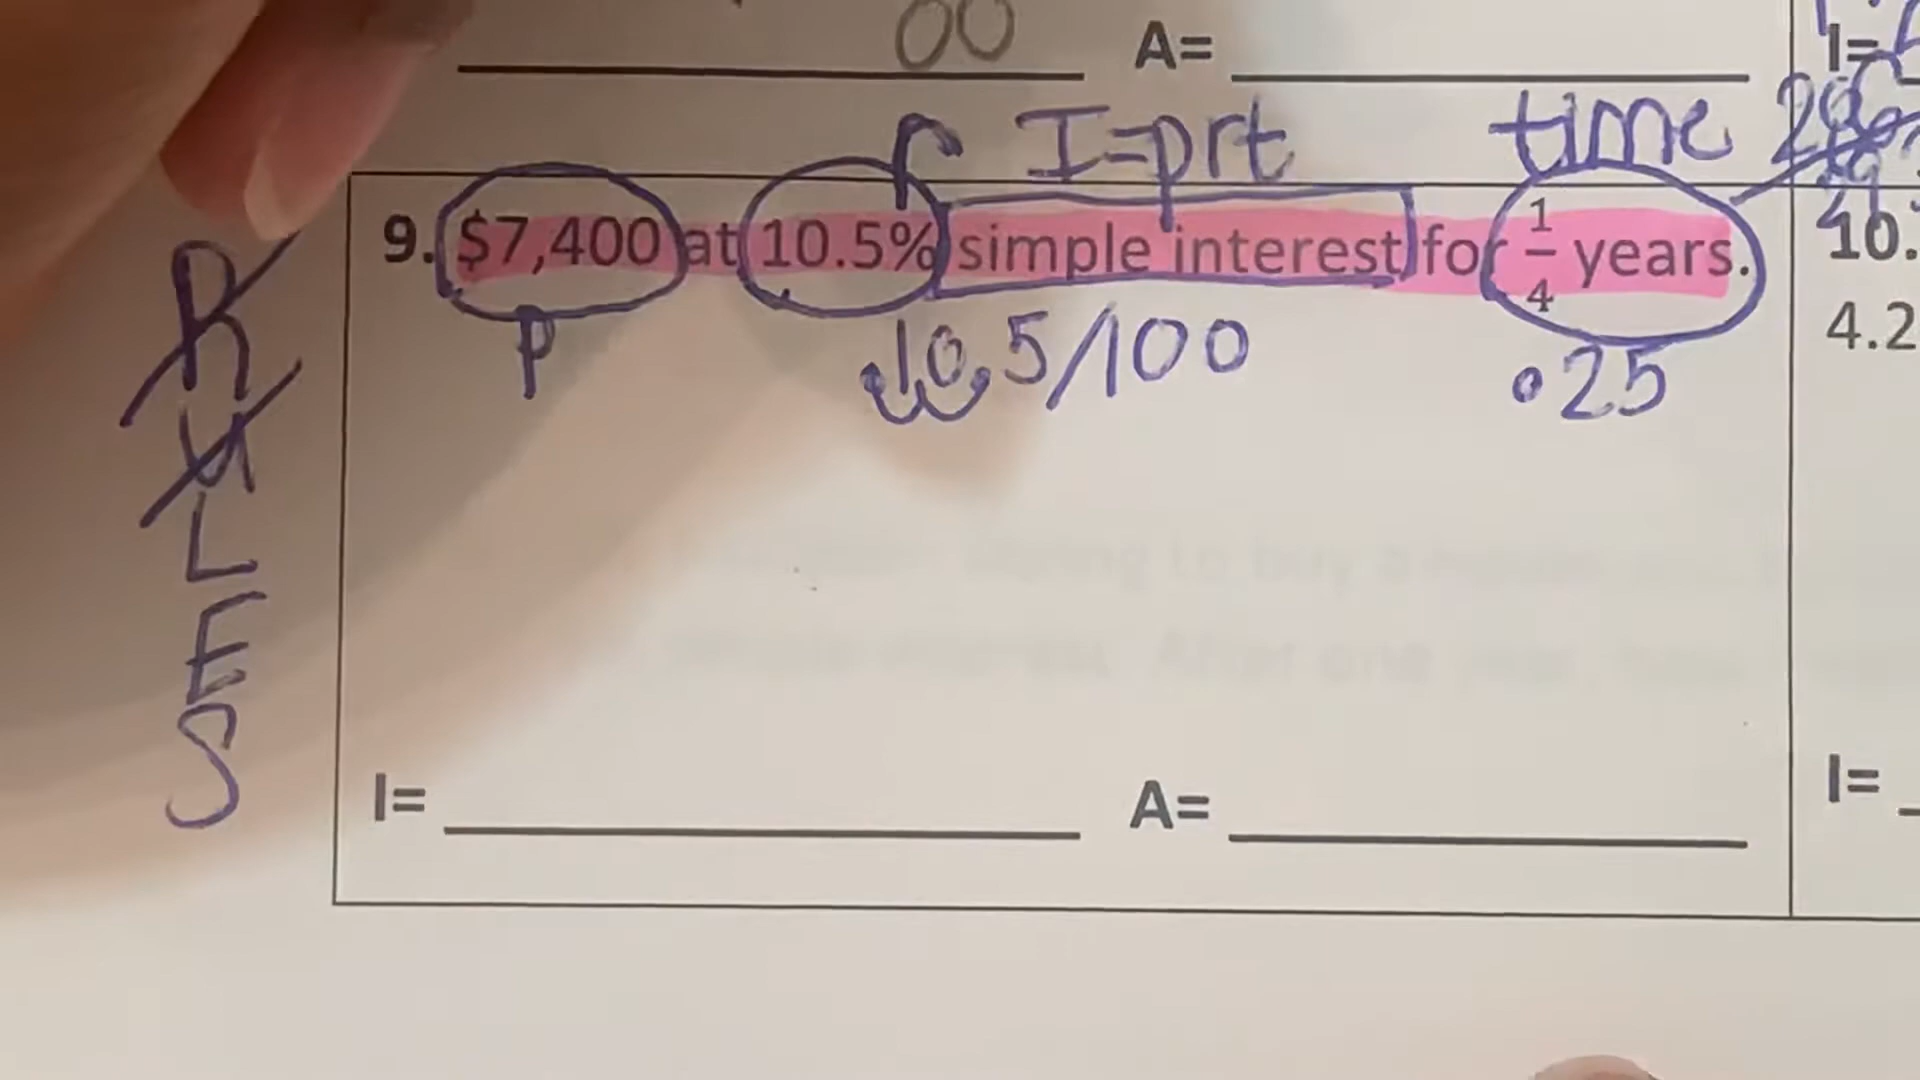 00 A= I=
r I=prt time
9. $7,400 at 10.5% simple interest for 1/4 years. 10.
p 10.5/100 .25 4.2
R
U
L
E
S
I= A= I=